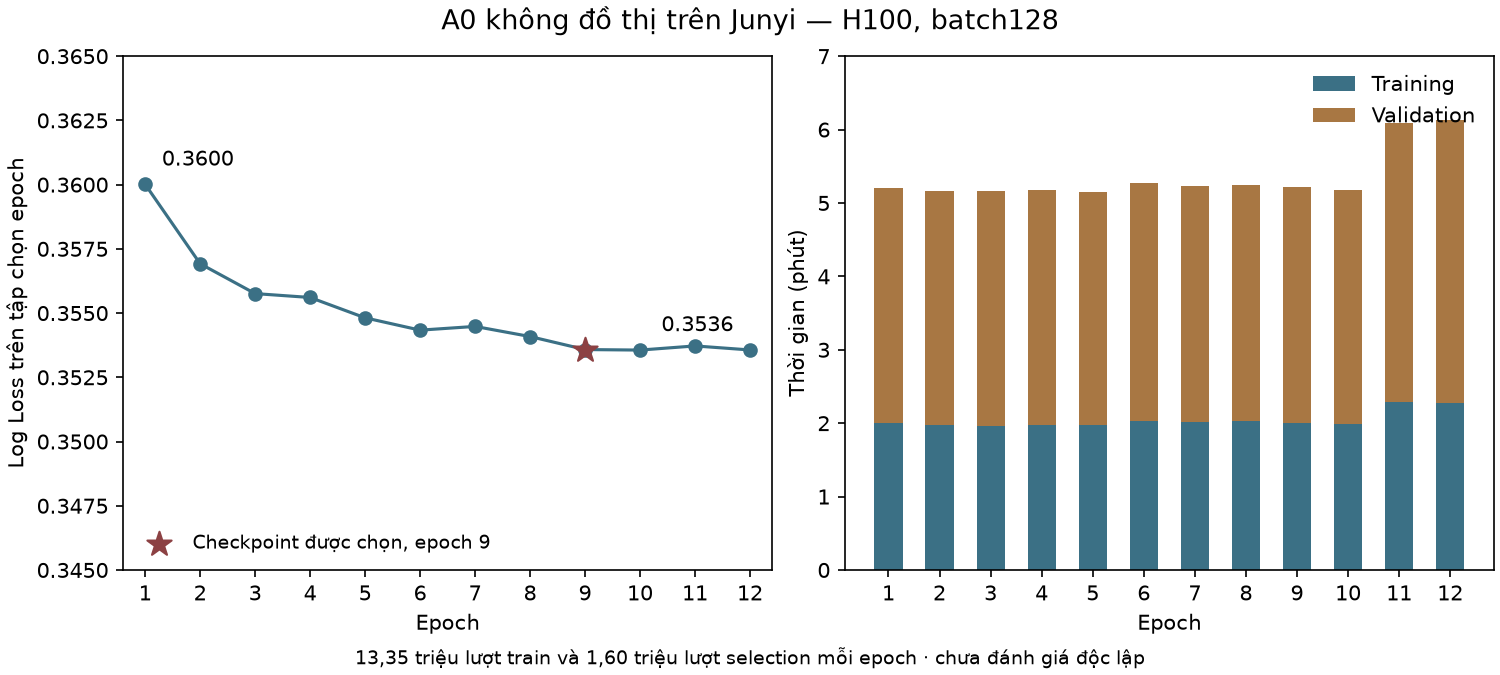 A0 không đồ thị trên Junyi — H100, batch128
Log Loss trên tập chọn epoch
0.3650
0.3625
0.3600
0.3575
0.3550
0.3525
0.3500
0.3475
0.3450
0.3600
0.3536
Checkpoint được chọn, epoch 9
1 2 3 4 5 6 7 8 9 10 11 12
Epoch
Thời gian (phút)
7
6
5
4
3
2
1
0
Training
Validation
1 2 3 4 5 6 7 8 9 10 11 12
Epoch
13,35 triệu lượt train và 1,60 triệu lượt selection mỗi epoch · chưa đánh giá độc lập